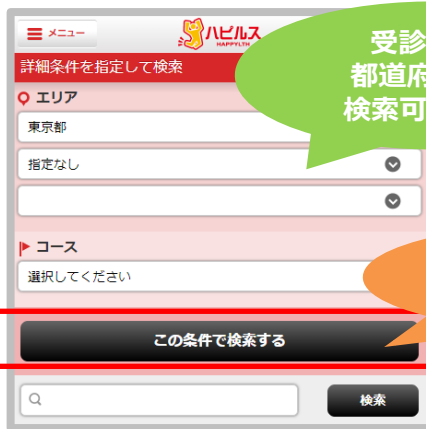 メニュー
ハピルス
HAPPYLTH
受診
都道府
検索可
詳細条件を指定して検索
エリア
東京都
指定なし
コース
選択してください
この条件で検索する
検索